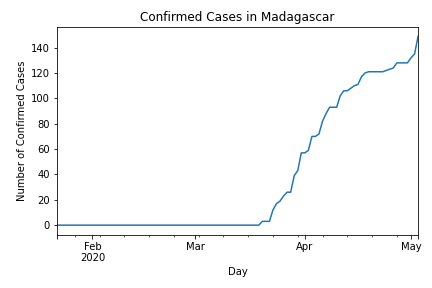 Confirmed Cases in Madagascar
Number of Confirmed Cases
140
120
100
80
60
40
20
0
Feb
2020
Mar
Apr
May
Day